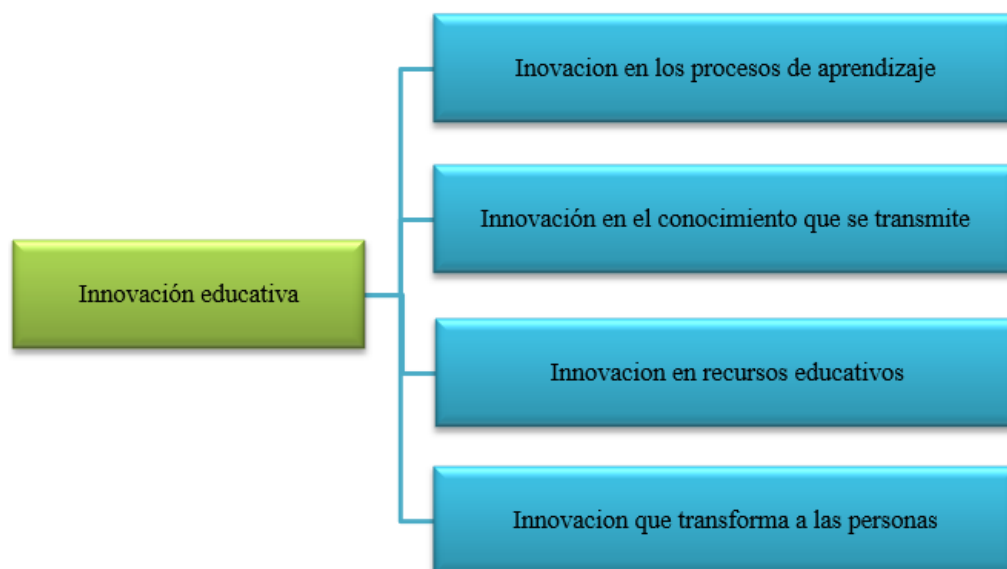 Inovacion en los procesos de aprendizaje
Innovación en el conocimiento que se transmite
Innovación educativa
Innovacion en recursos educativos
Innovacion que transforma a las personas